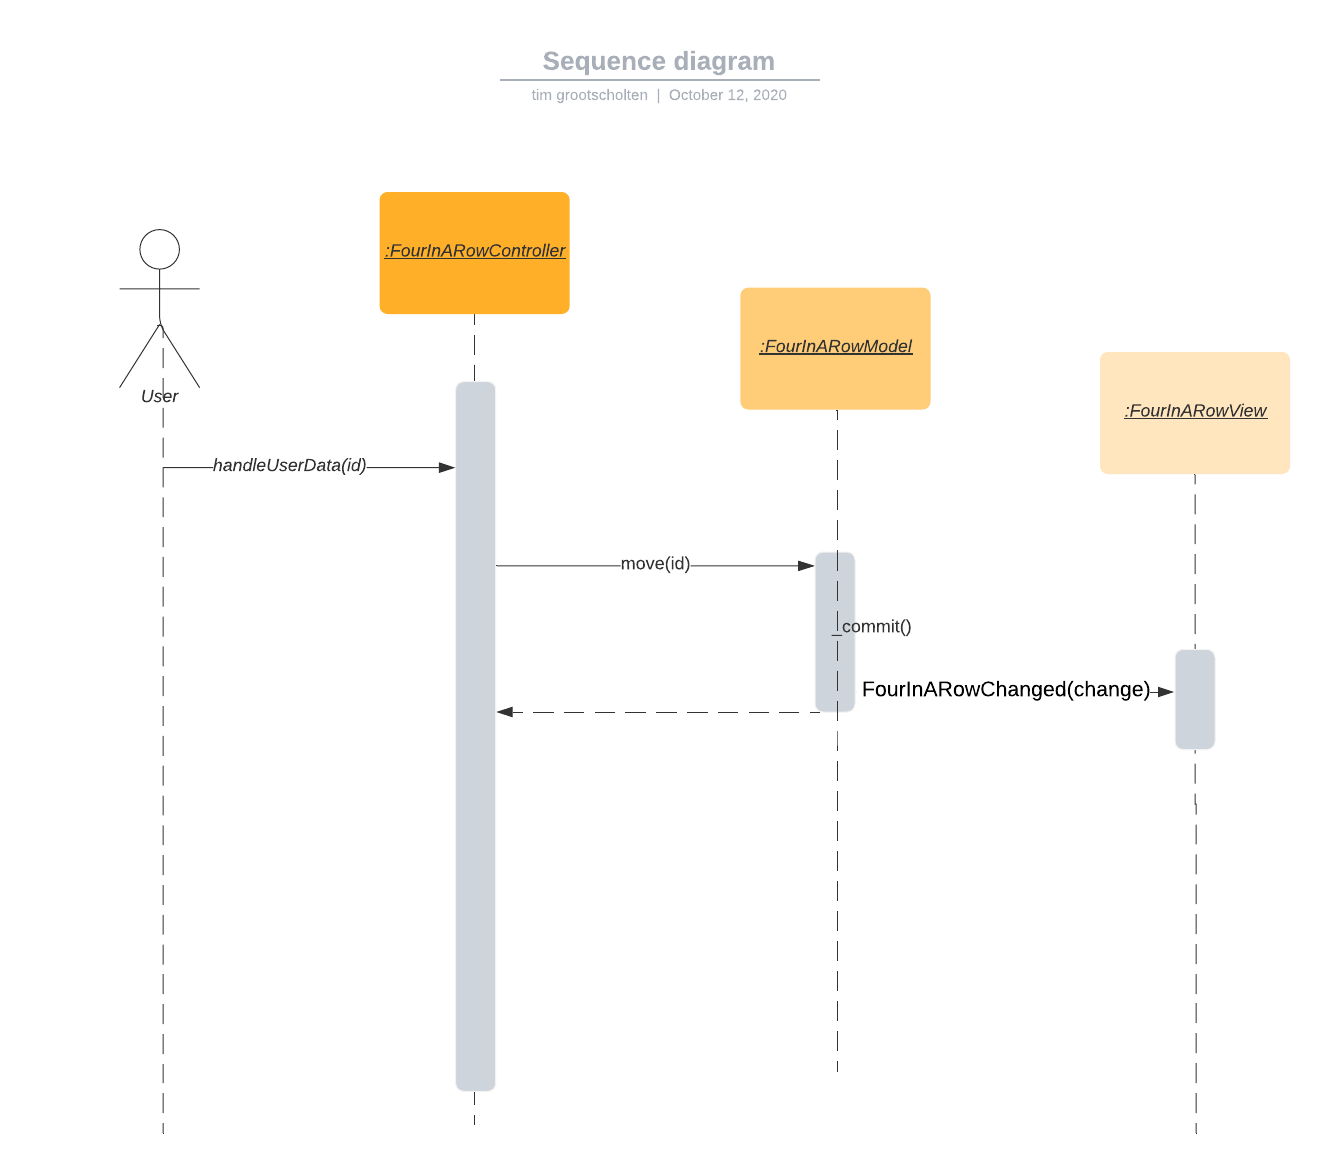 Sequence diagram
tim grootscholten | October 12, 2020
:FourInARowController
:FourInARowModel
:FourInARowView
User
handleUserData(id)
move(id)
_commit()
FourInARowChanged(change)